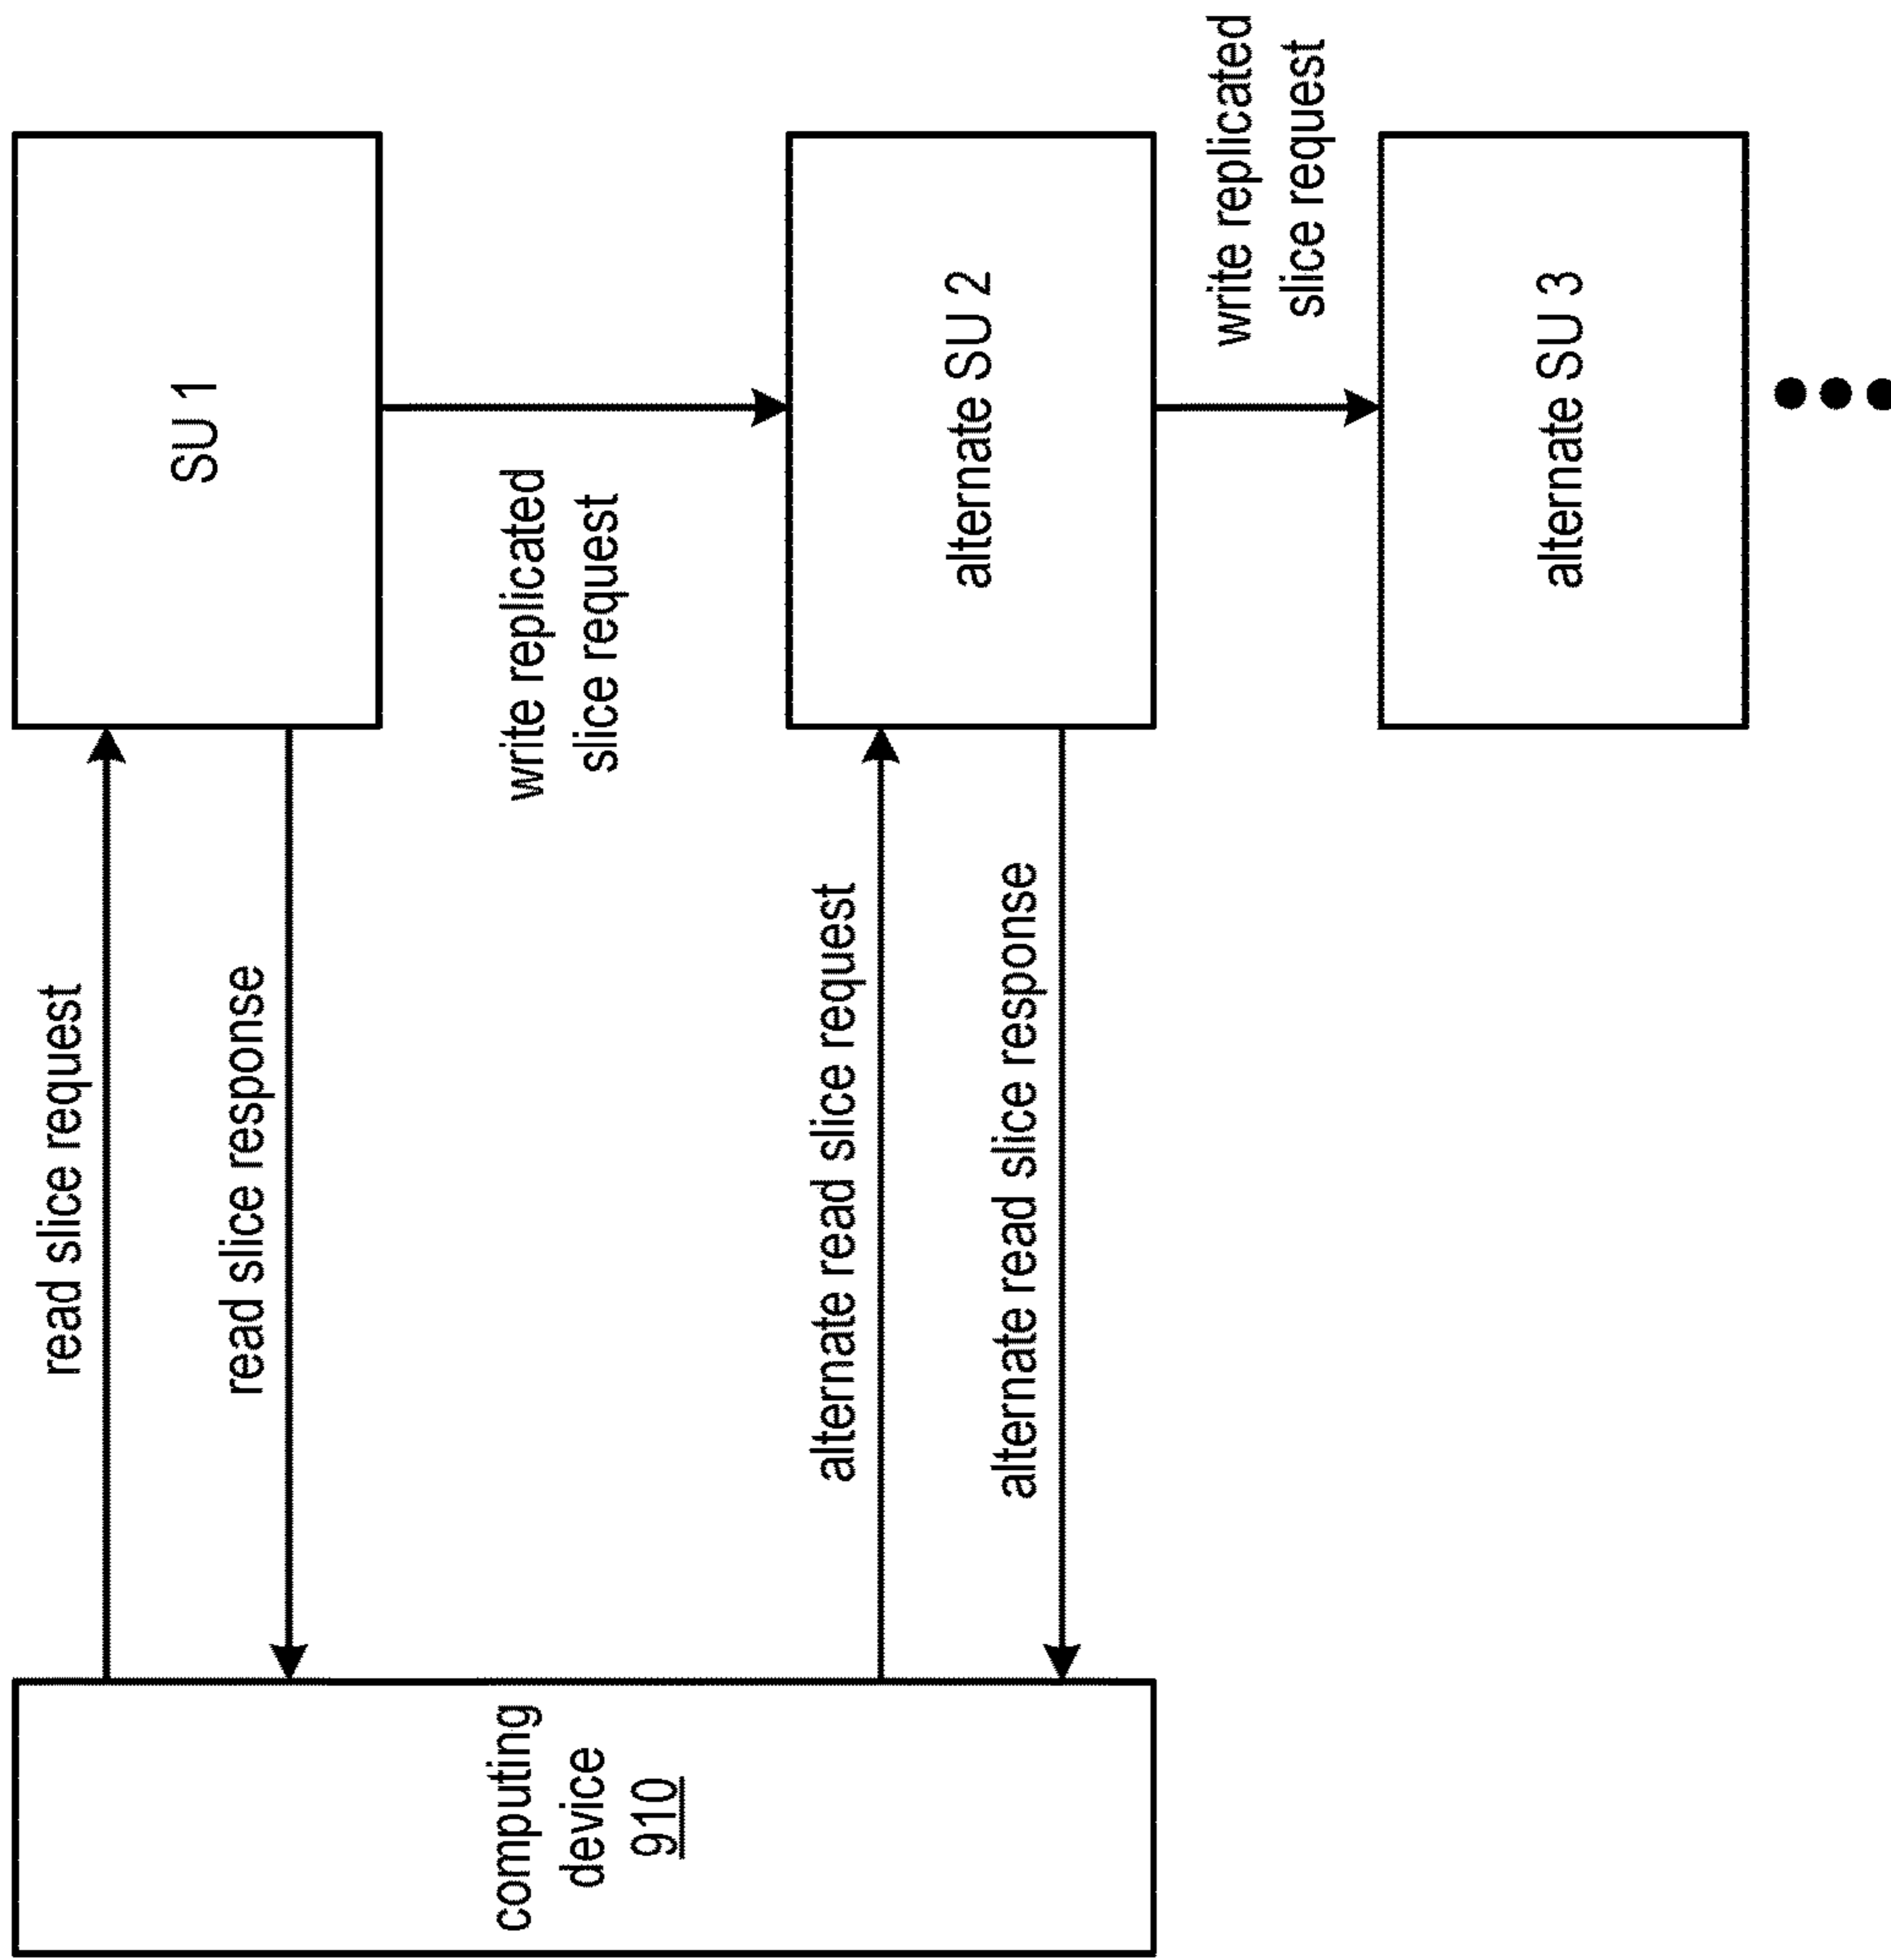 computing
device
910
read slice request
read slice response
SU 1
write replicated
slice request
alternate read slice request
alternate read slice response
alternate SU 2
write replicated
slice request
alternate SU 3